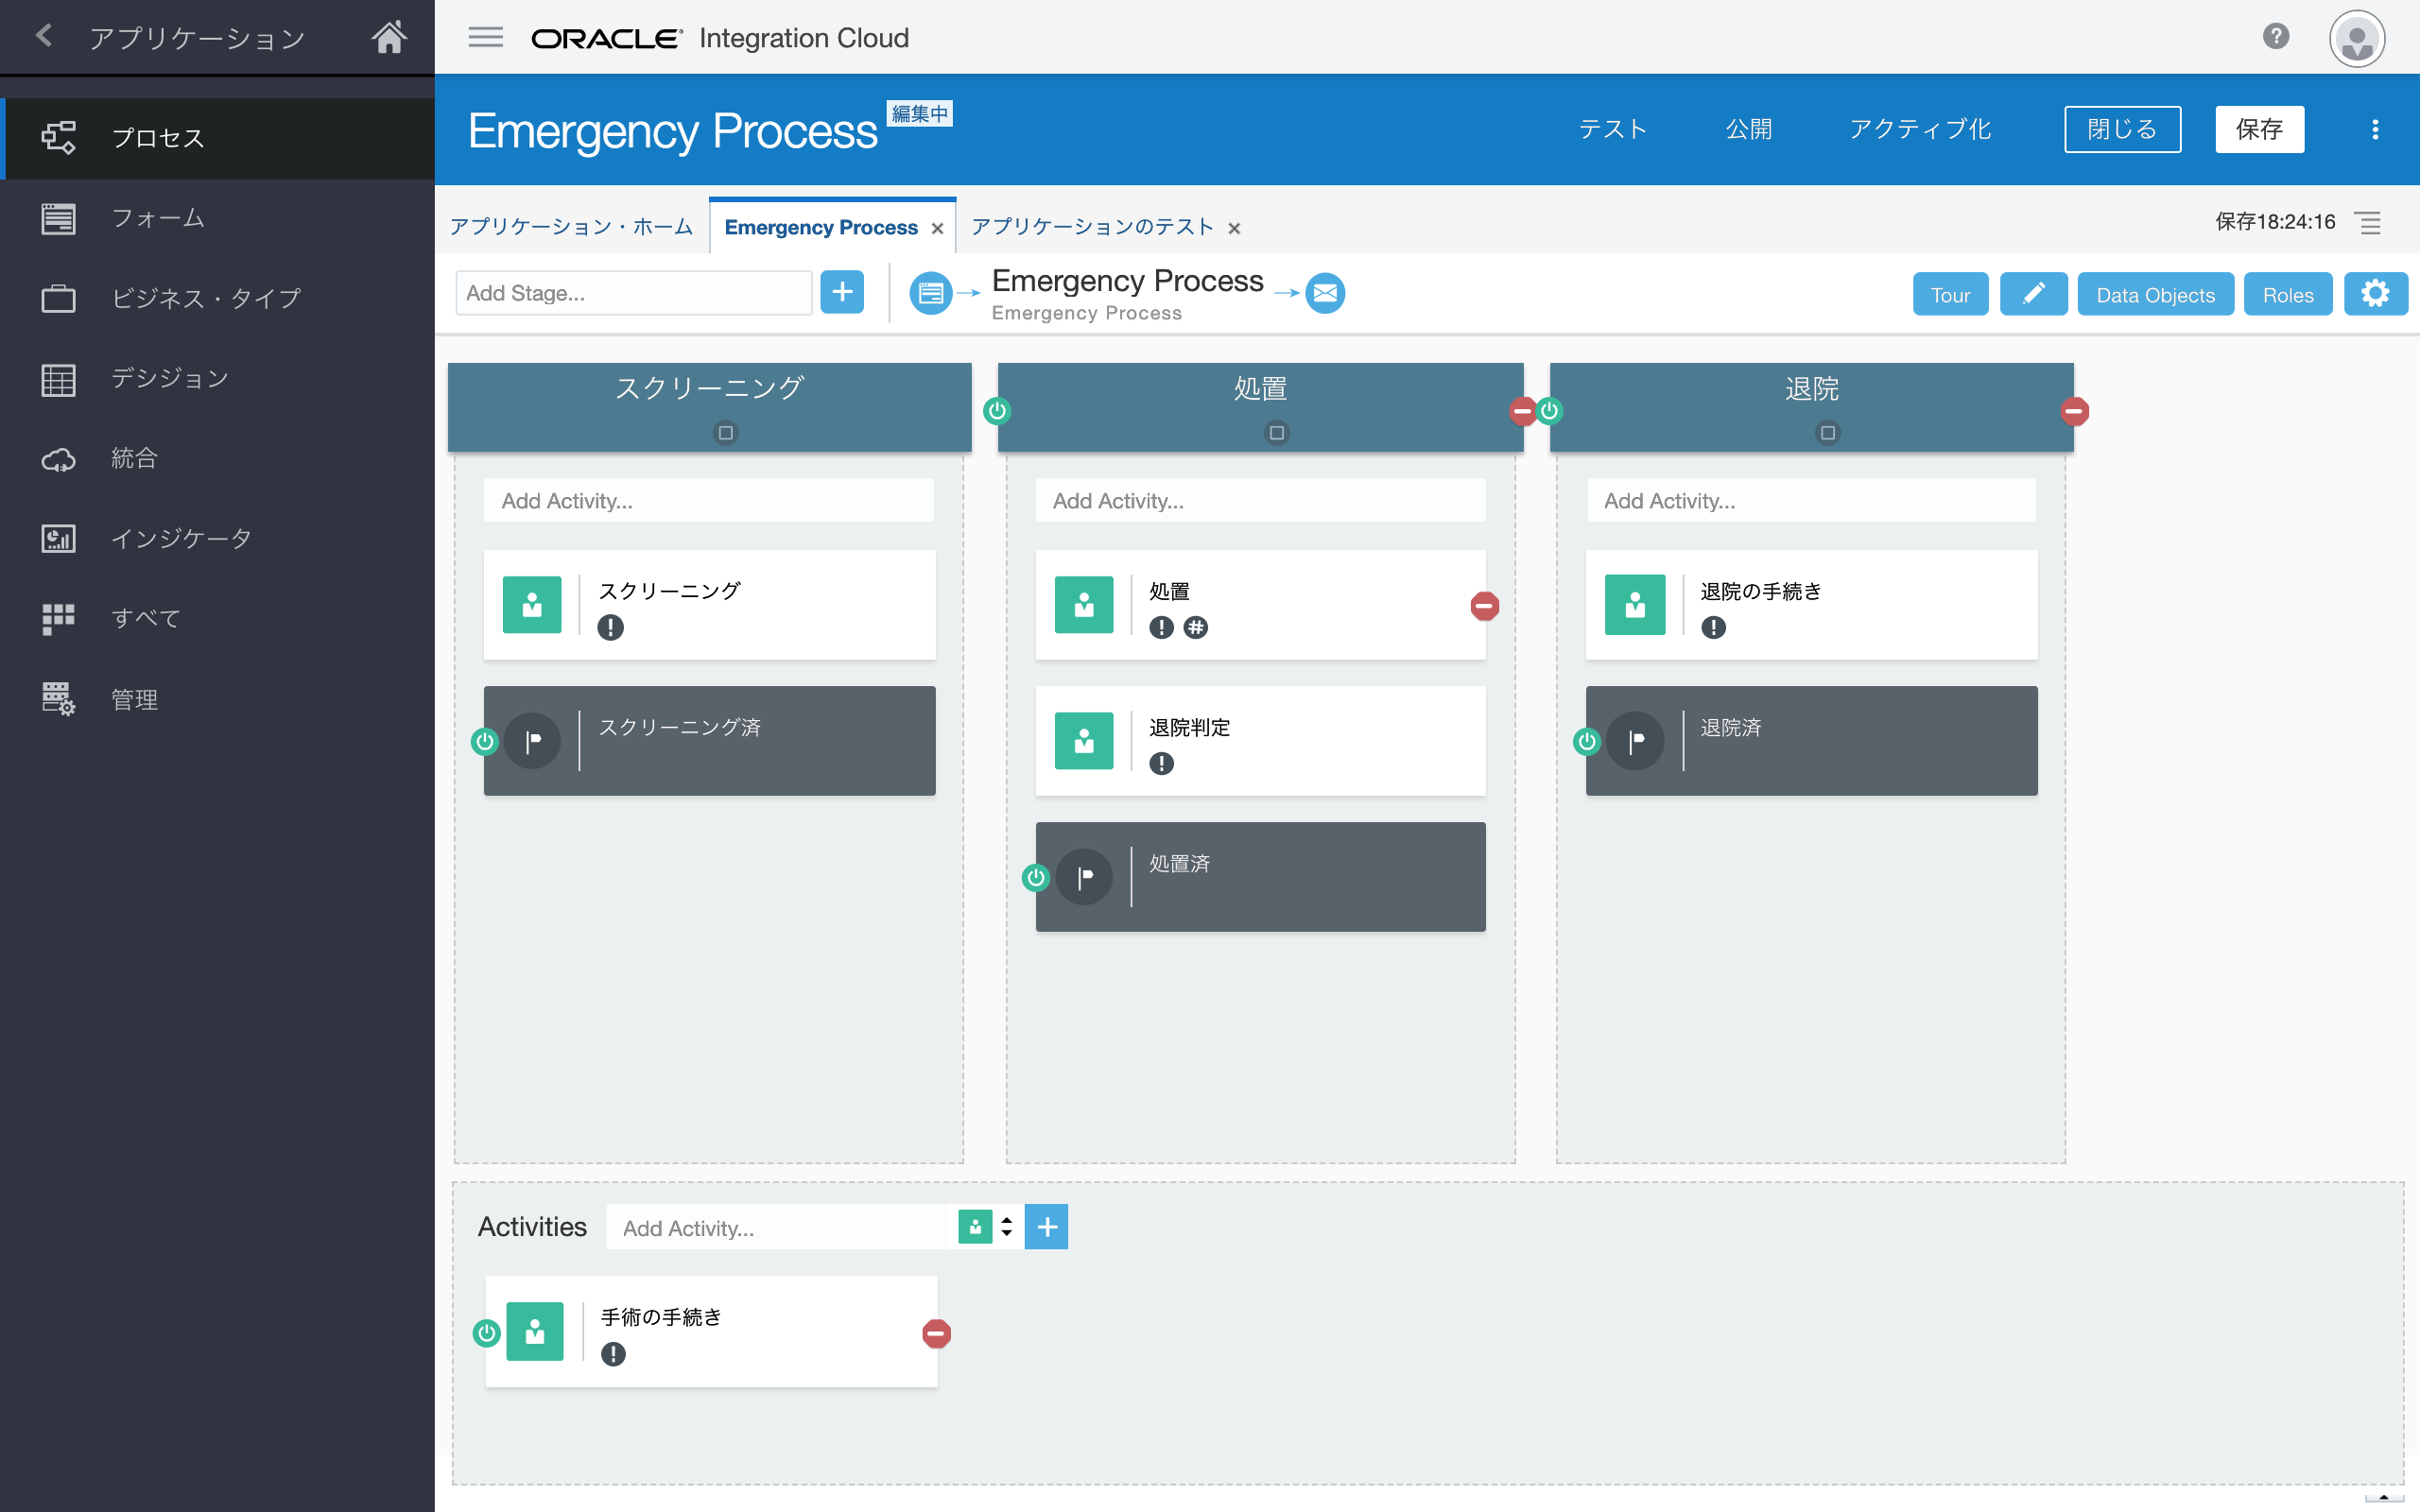 アプリケーション
ORACLE Integration Cloud
Emergency Process 編集中
テスト
公開
アクティブ化
閉じる
保存
プロセス
フォーム
ビジネス・タイプ
デシジョン
統合
インジケータ
すべて
管理
アプリケーション・ホーム
Emergency Process ×
アプリケーションのテスト ×
保存18:24:16
Add Stage...
Emergency Process
Emergency Process
Tour
Data Objects
Roles
スクリーニング
Add Activity...
スクリーニング
スクリーニング済
処置
Add Activity...
処置
退院判定
処置済
退院
Add Activity...
退院の手続き
退院済
Activities
Add Activity...
手術の手続き